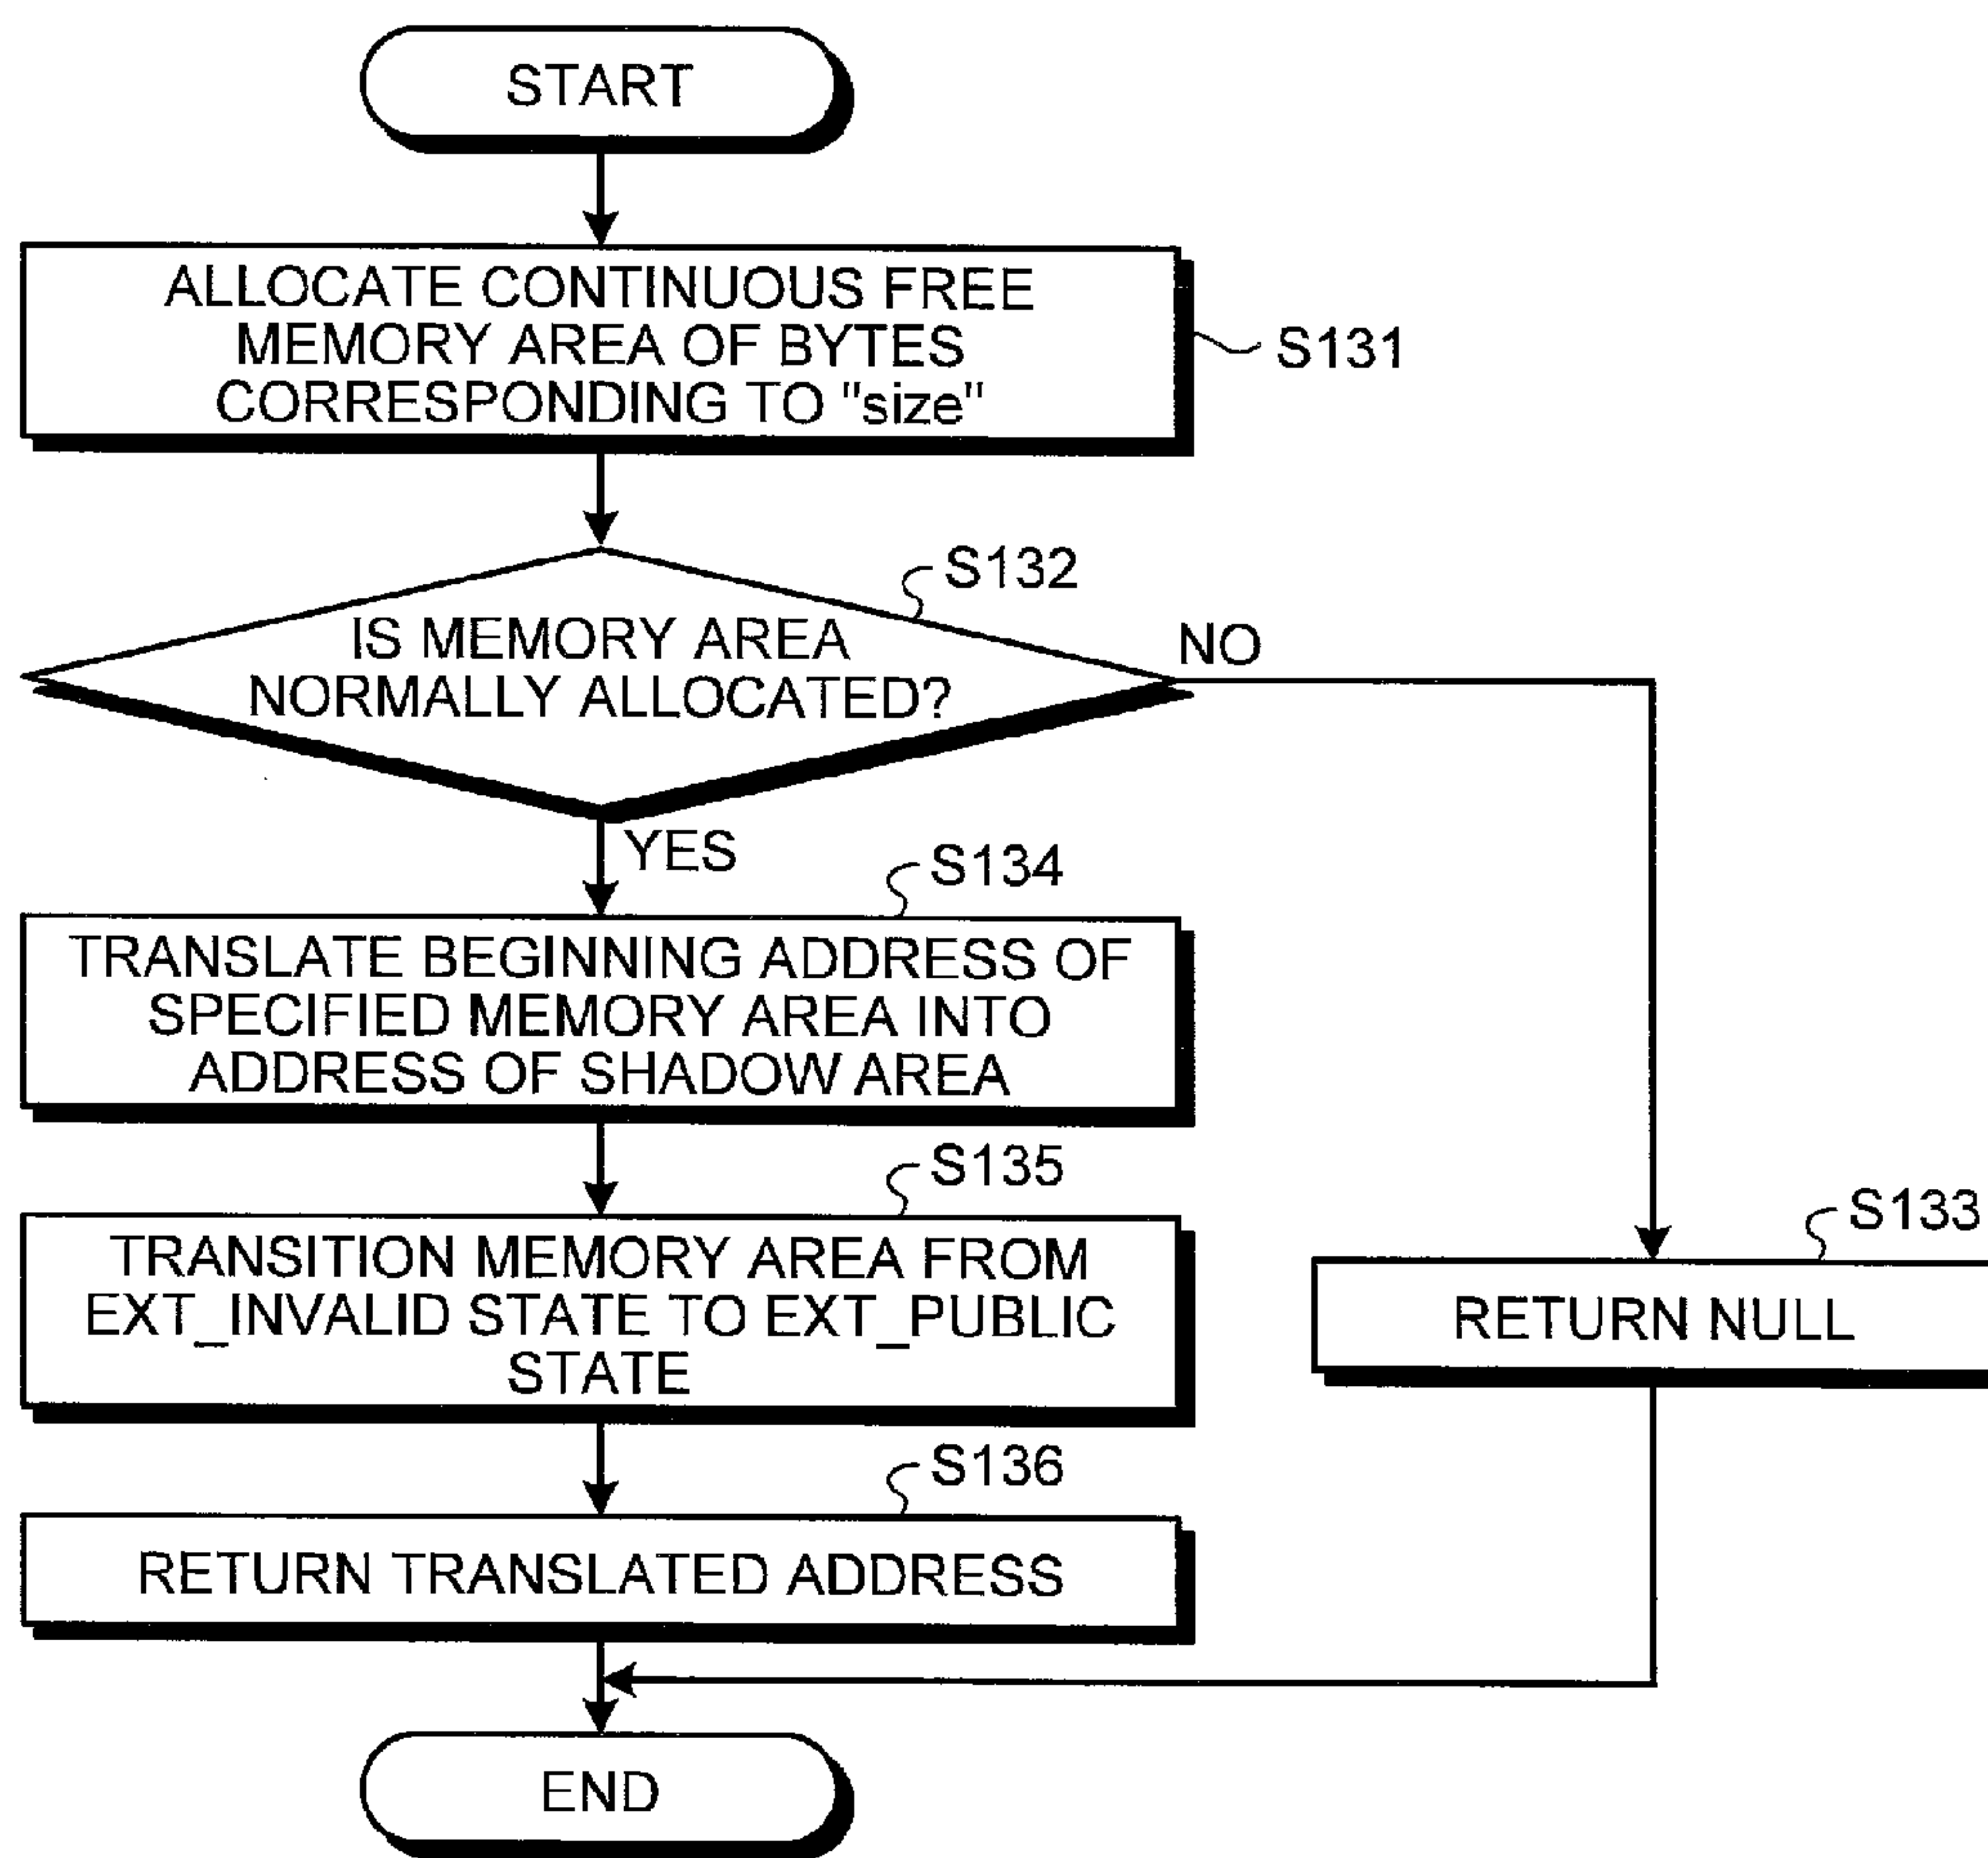 START
ALLOCATE CONTINUOUS FREE
MEMORY AREA OF BYTES
CORRESPONDING TO "size"
S131
S132
IS MEMORY AREA
NORMALLY ALLOCATED?
NO
YES
S134
TRANSLATE BEGINNING ADDRESS OF
SPECIFIED MEMORY AREA INTO
ADDRESS OF SHADOW AREA
S135
TRANSITION MEMORY AREA FROM
EXT_INVALID STATE TO EXT_PUBLIC
STATE
S133
RETURN NULL
S136
RETURN TRANSLATED ADDRESS
END